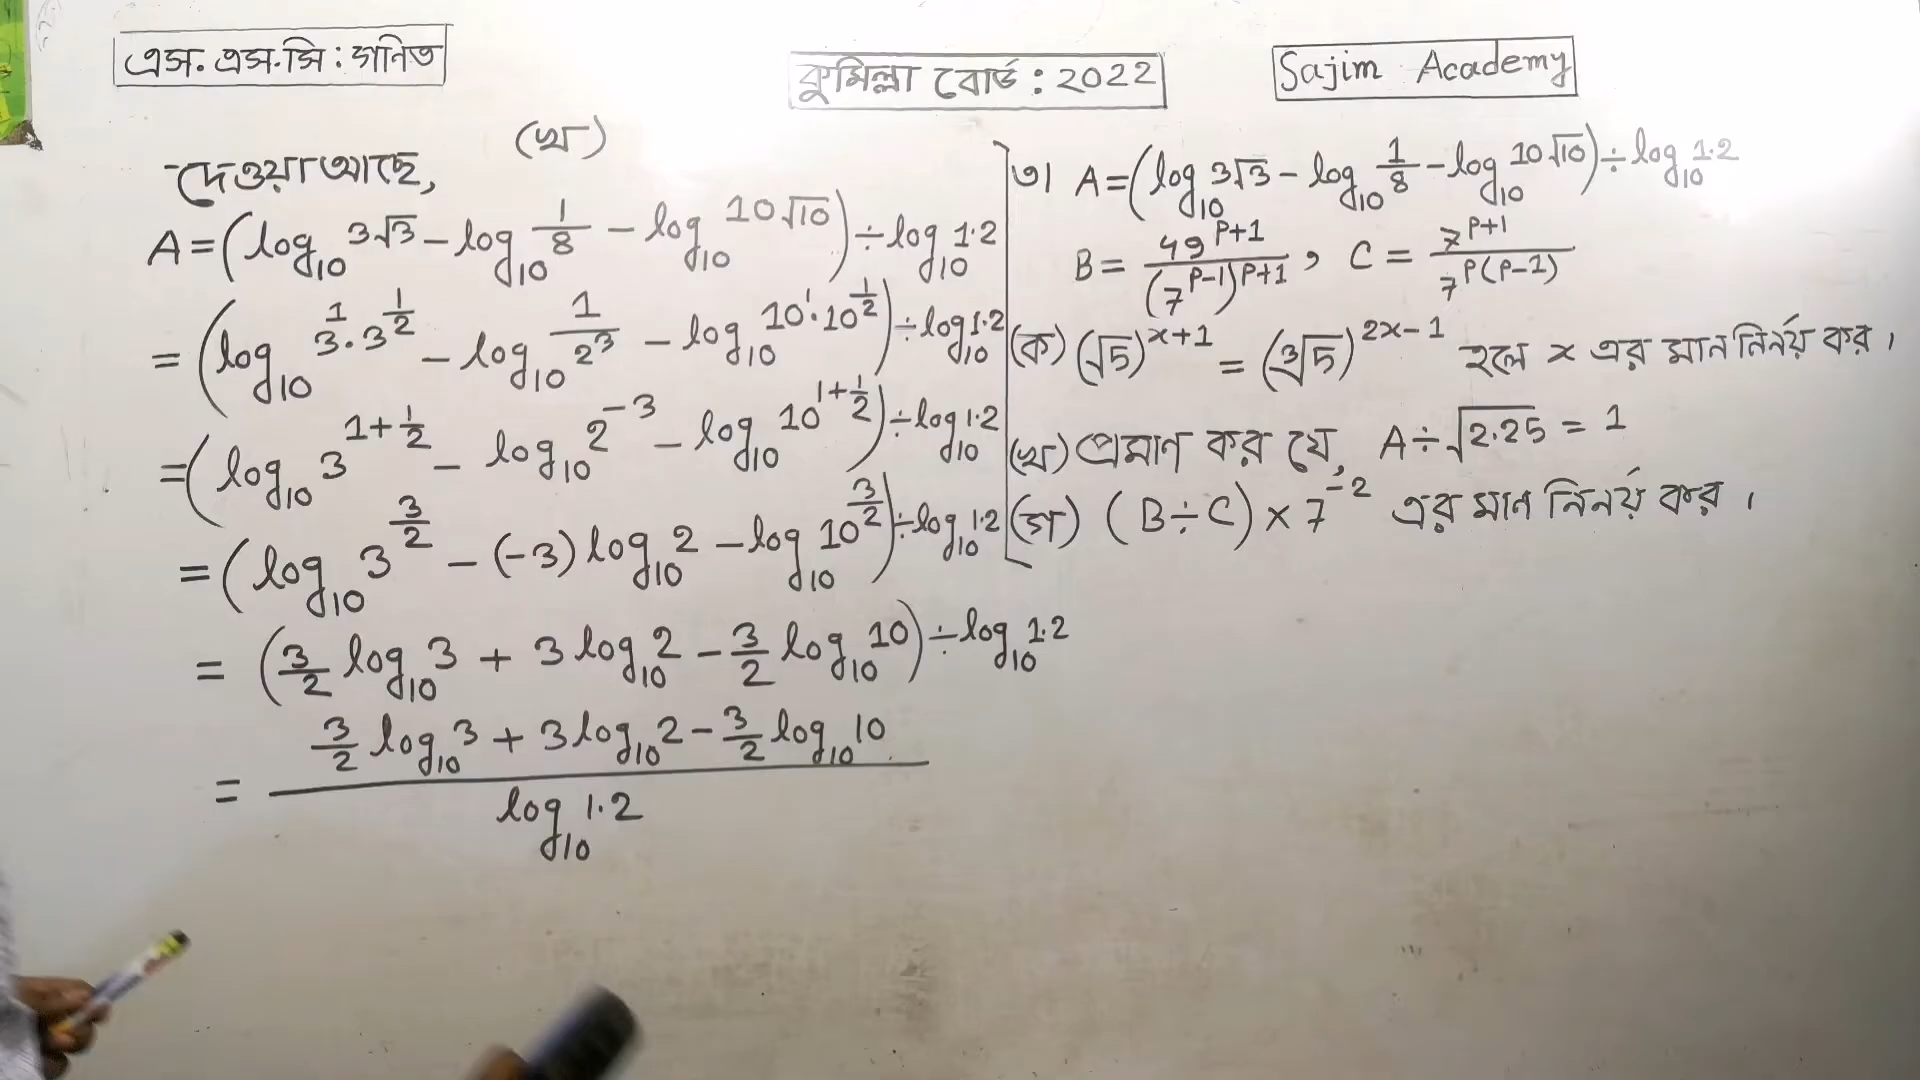 এস. এস. সি : গনিত
কুমিল্লা বোর্ড : 2022
Sajim Academy
(খ)
দেওয়া আছে,
A = (log₁₀ 3√3 − log₁₀ 1/8 − log₁₀ 10√10) ÷ log₁₀ 1.2
= (log₁₀ 3¹·3^(1/2) − log₁₀ 1/2³ − log₁₀ 10¹·10^(1/2)) ÷ log₁₀ 1.2
= (log₁₀ 3^(1+1/2) − log₁₀ 2⁻³ − log₁₀ 10^(1+1/2)) ÷ log₁₀ 1.2
= (log₁₀ 3^(3/2) − (−3) log₁₀ 2 − log₁₀ 10^(3/2)) ÷ log₁₀ 1.2
= (3/2 log₁₀ 3 + 3 log₁₀ 2 − 3/2 log₁₀ 10) ÷ log₁₀ 1.2
= (3/2 log₁₀ 3 + 3 log₁₀ 2 − 3/2 log₁₀ 10) / log₁₀ 1.2
৩। A = (log₁₀ 3√3 − log₁₀ 1/8 − log₁₀ 10√10) ÷ log₁₀ 1.2
B = 49^(P+1) / (7^(P−1))^(P+1) , C = 7^(P+1) / 7^(P(P−1))
(ক) (√5)^(x+1) = (³√5)^(2x−1) হলে x এর মান নির্নয় কর।
(খ) প্রমান কর যে, A ÷ √2.25 = 1
(গ) (B ÷ C) × 7⁻² এর মান নির্নয় কর।